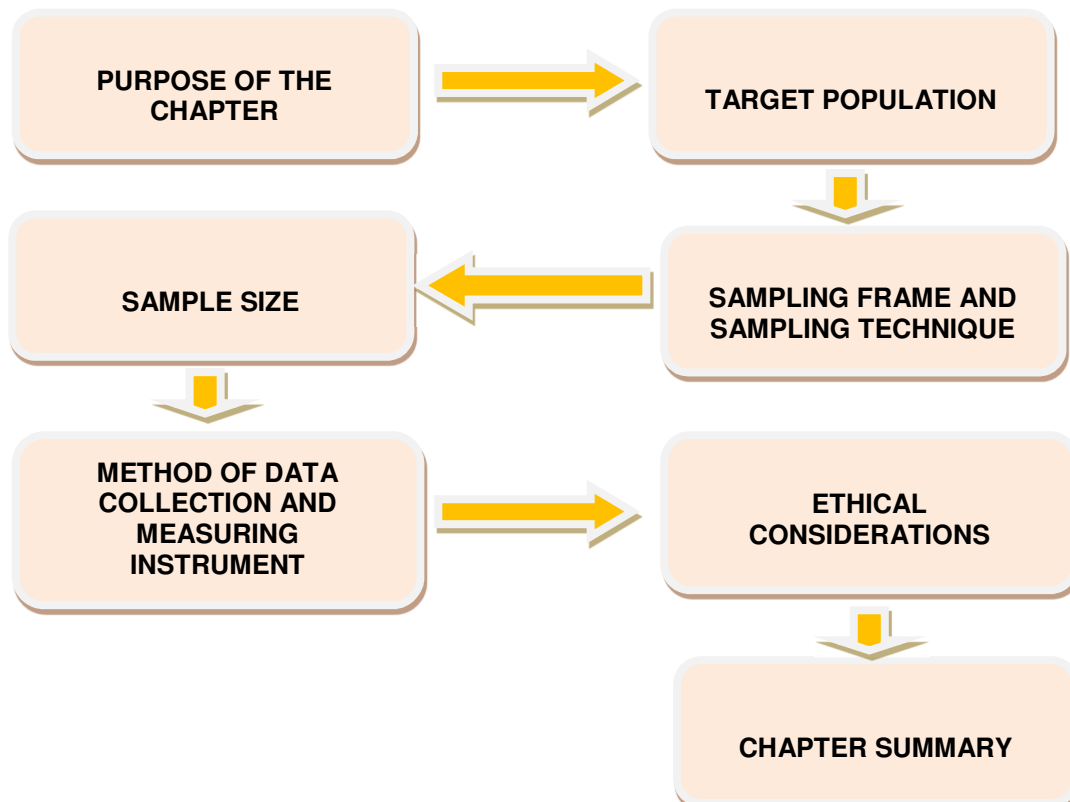 PURPOSE OF THE
CHAPTER
TARGET POPULATION
SAMPLING FRAME AND
SAMPLING TECHNIQUE
SAMPLE SIZE
METHOD OF DATA
COLLECTION AND
MEASURING
INSTRUMENT
ETHICAL
CONSIDERATIONS
CHAPTER SUMMARY